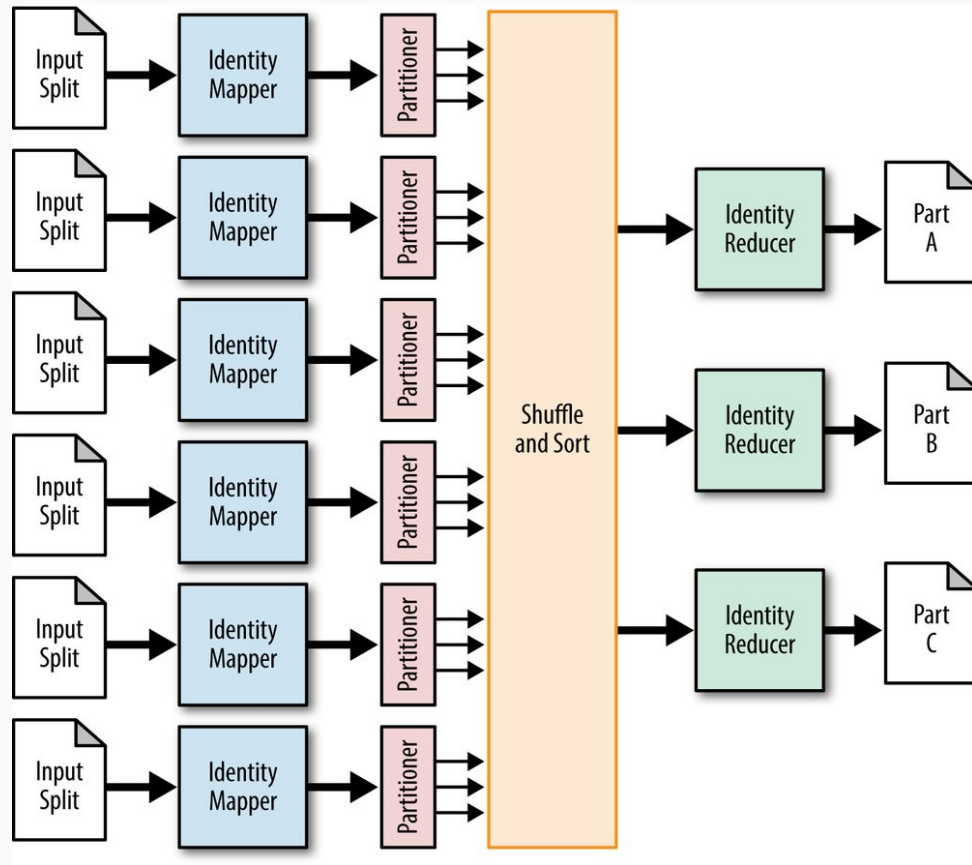 Input
Split
Identity
Mapper
Partitioner
Input
Split
Identity
Mapper
Partitioner
Input
Split
Identity
Mapper
Partitioner
Input
Split
Identity
Mapper
Partitioner
Input
Split
Identity
Mapper
Partitioner
Input
Split
Identity
Mapper
Partitioner
Shuffle
and Sort
Identity
Reducer
Part
A
Identity
Reducer
Part
B
Identity
Reducer
Part
C